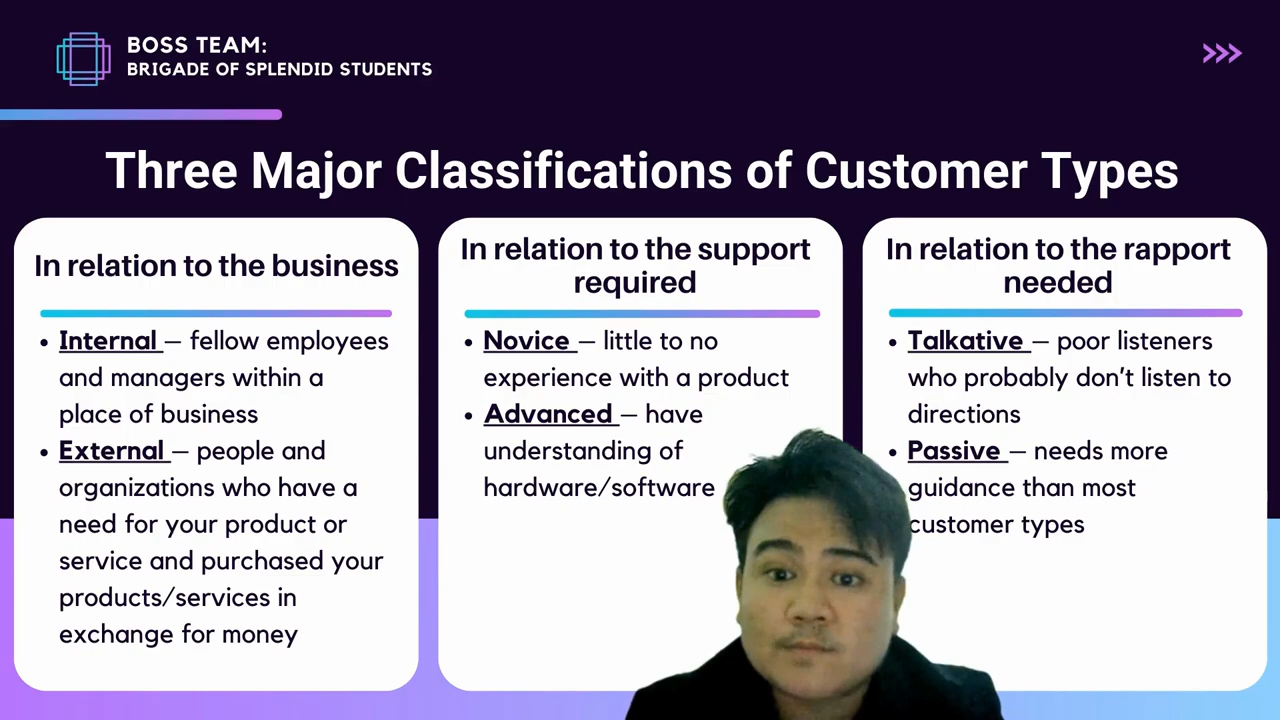 BOSS TEAM:
BRIGADE OF SPLENDID STUDENTS
Three Major Classifications of Customer Types
In relation to the business
• Internal – fellow employees
and managers within a
place of business
• External – people and
organizations who have a
need for your product or
service and purchased your
products/services in
exchange for money
In relation to the support
required
• Novice – little to no
experience with a product
• Advanced – have
understanding of
hardware/software
In relation to the rapport
needed
• Talkative – poor listeners
who probably don't listen to
directions
• Passive – needs more
guidance than most
customer types